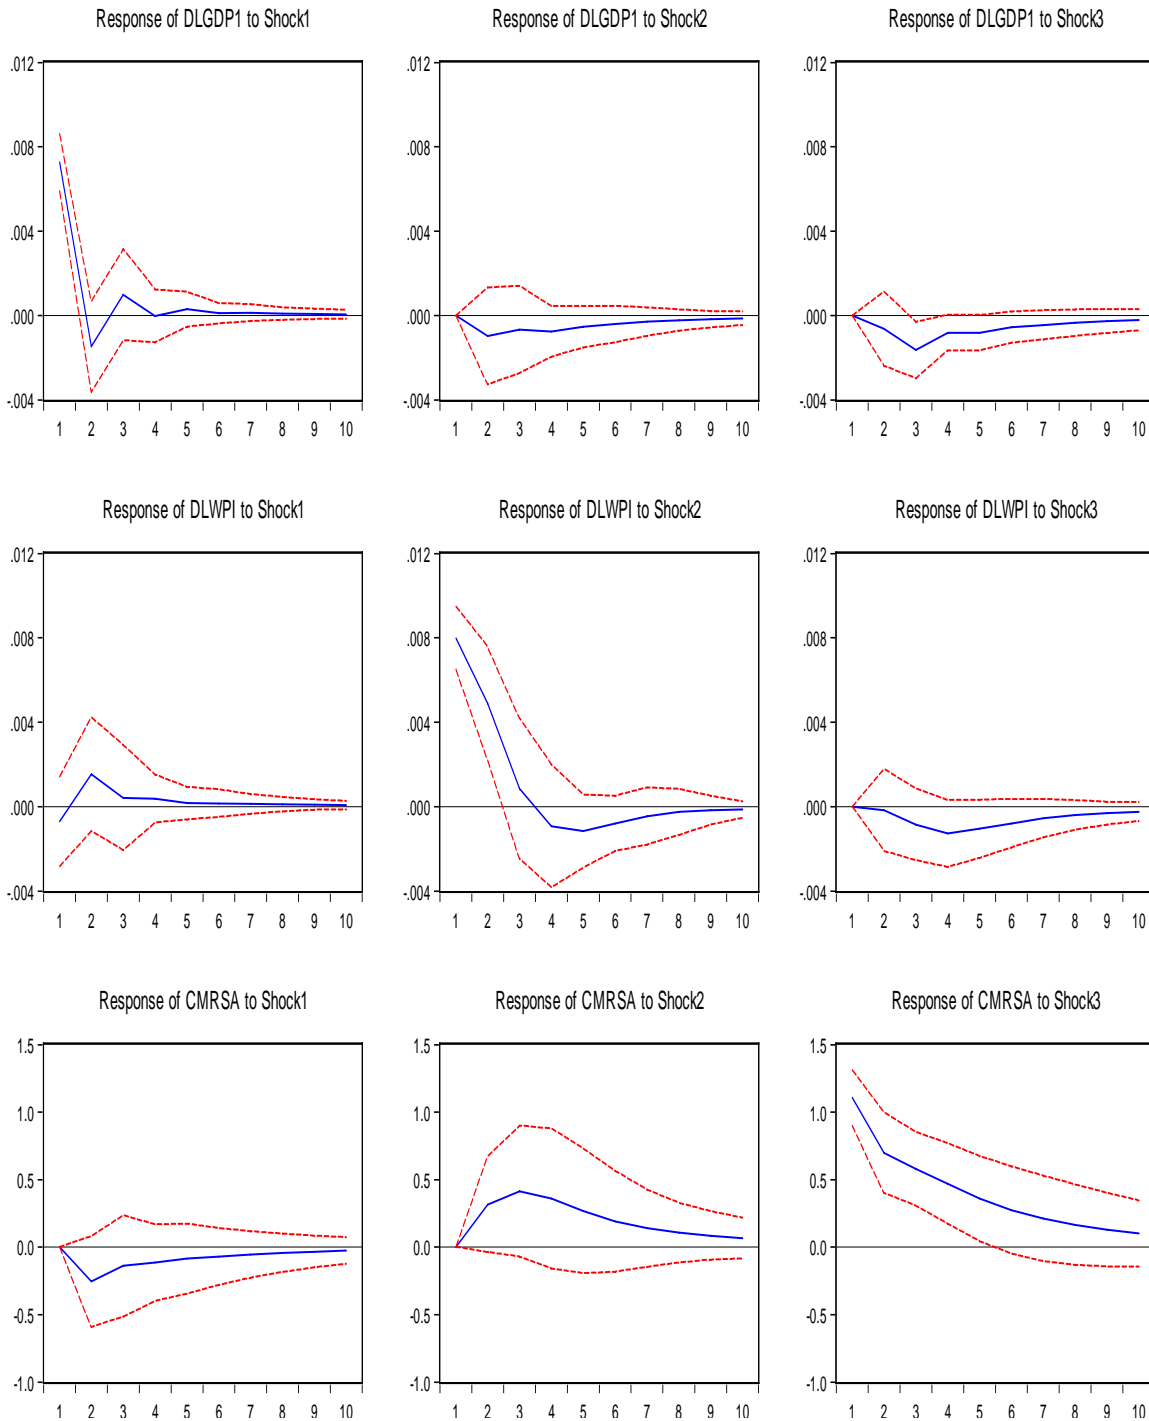 Response of DLGDP1 to Shock1
Response of DLGDP1 to Shock2
Response of DLGDP1 to Shock3
.012 .012 .012
.008 .008 .008
.004 .004 .004
.000 .000 .000
-.004 -.004 -.004
1 2 3 4 5 6 7 8 9 10
1 2 3 4 5 6 7 8 9 10
1 2 3 4 5 6 7 8 9 10
Response of DLWPI to Shock1
Response of DLWPI to Shock2
Response of DLWPI to Shock3
.012 .012 .012
.008 .008 .008
.004 .004 .004
.000 .000 .000
-.004 -.004 -.004
1 2 3 4 5 6 7 8 9 10
1 2 3 4 5 6 7 8 9 10
1 2 3 4 5 6 7 8 9 10
Response of CMRSA to Shock1
Response of CMRSA to Shock2
Response of CMRSA to Shock3
1.5 1.5 1.5
1.0 1.0 1.0
0.5 0.5 0.5
0.0 0.0 0.0
-0.5 -0.5 -0.5
-1.0 -1.0 -1.0
1 2 3 4 5 6 7 8 9 10
1 2 3 4 5 6 7 8 9 10
1 2 3 4 5 6 7 8 9 10